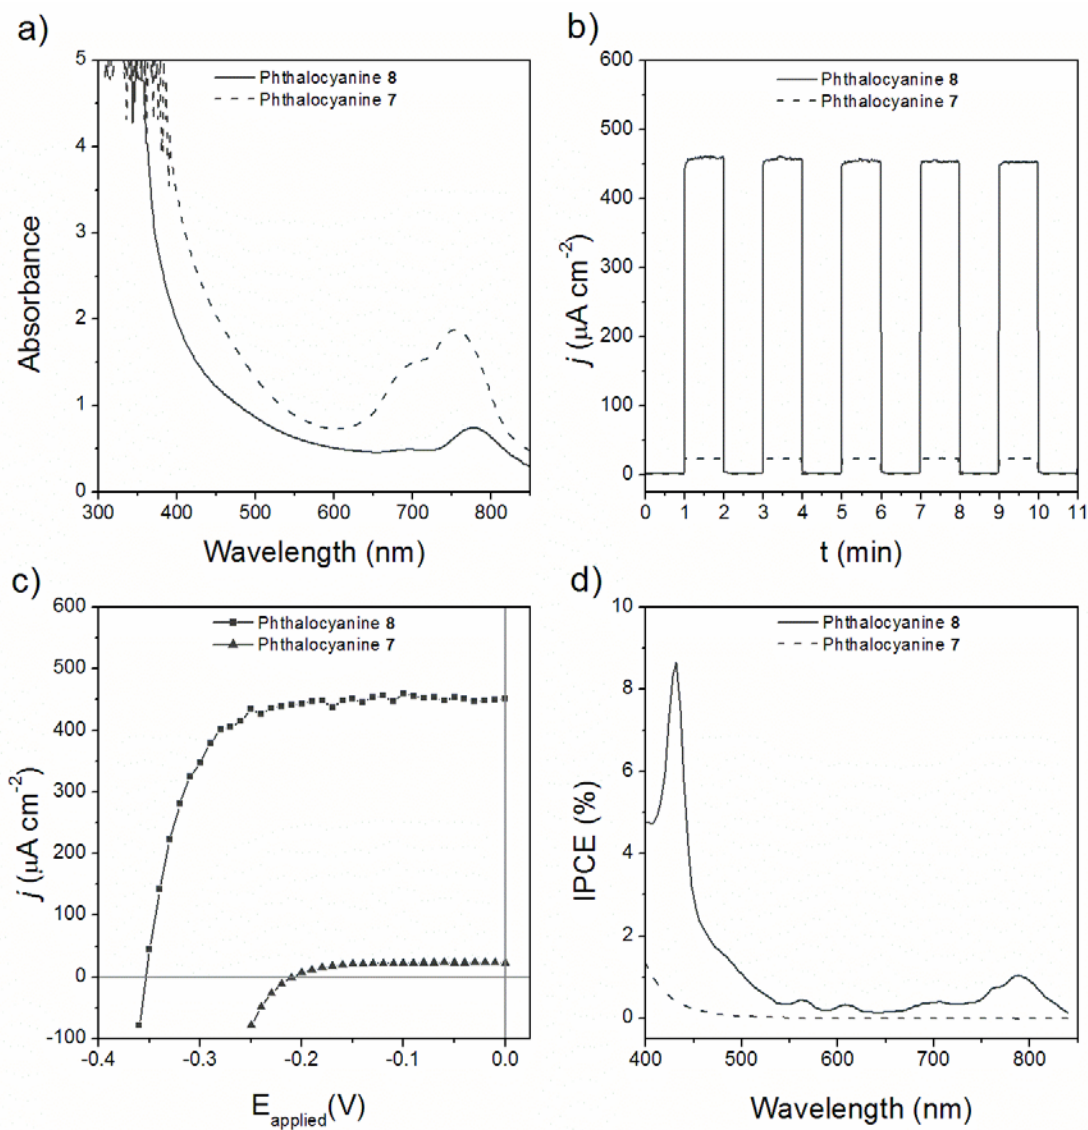 a)
Phthalocyanine 8
Phthalocyanine 7
5
4
3
2
1
0
Absorbance
300 400 500 600 700 800
Wavelength (nm)
b)
Phthalocyanine 8
Phthalocyanine 7
600
500
400
300
200
100
0
j (μA cm-2)
0 1 2 3 4 5 6 7 8 9 10 11
t (min)
c)
Phthalocyanine 8
Phthalocyanine 7
600
500
400
300
200
100
0
-100
j (μA cm-2)
-0.4 -0.3 -0.2 -0.1 0.0
Eapplied(V)
d)
Phthalocyanine 8
Phthalocyanine 7
10
8
6
4
2
0
IPCE (%)
400 500 600 700 800
Wavelength (nm)